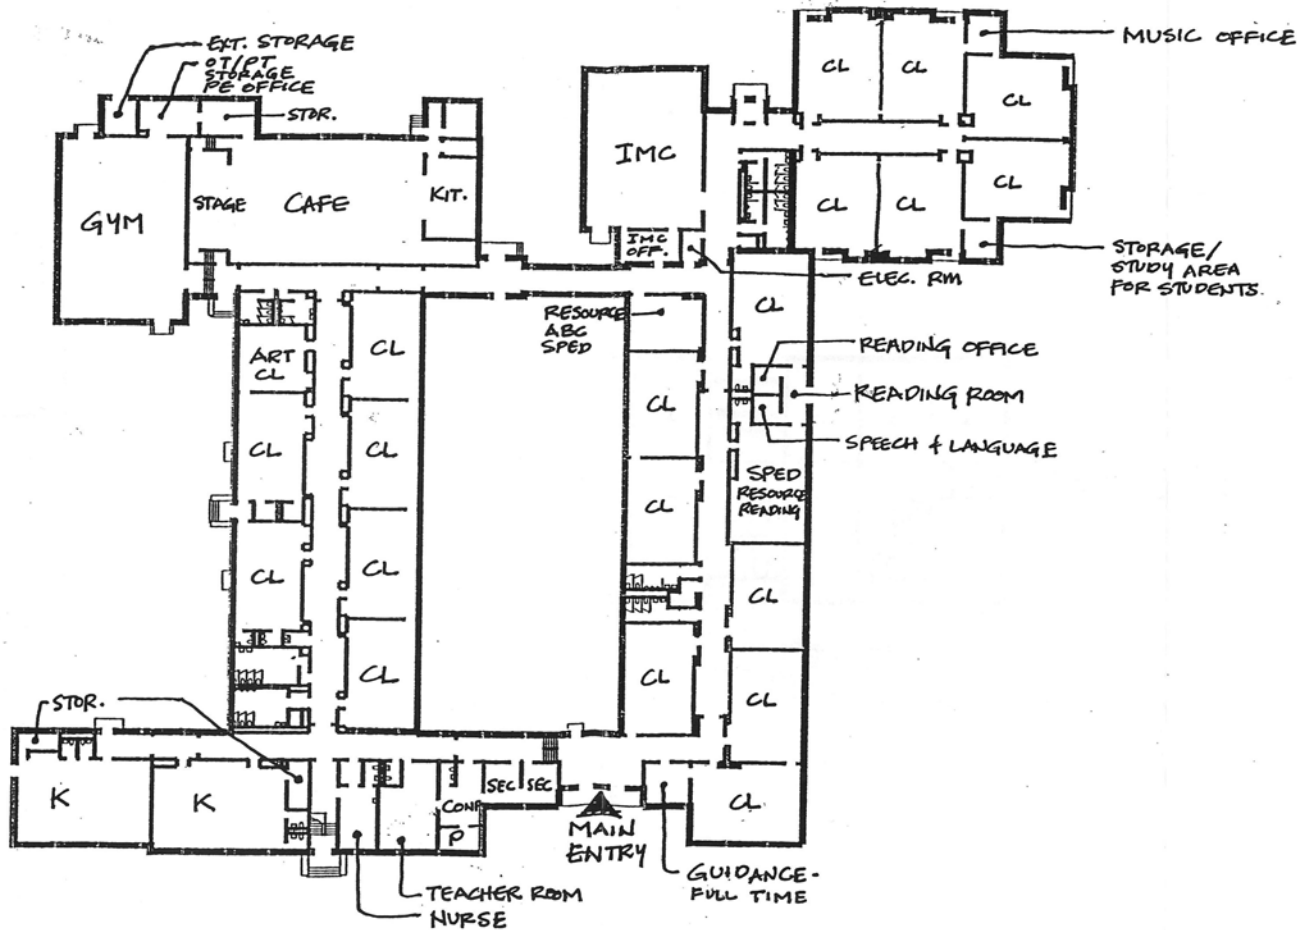 EXT. STORAGE
OT/PT
STORAGE
PE OFFICE
STOR.
MUSIC OFFICE
CL
CL
CL
IMC
CL
CL
CL
GYM
STAGE
CAFE
KIT.
IMC
OFF.
ELEC. RM
STORAGE/
STUDY AREA
FOR STUDENTS.
CL
RESOURCE
ABC
SPED
ART
CL
CL
READING OFFICE
READING ROOM
CL
SPEECH & LANGUAGE
CL
CL
SPED
RESOURCE
READING
CL
CL
CL
CL
CL
CL
CL
CL
STOR.
K
K
SEC
SEC
CONF
P
CL
MAIN
ENTRY
GUIDANCE -
FULL TIME
TEACHER ROOM
NURSE